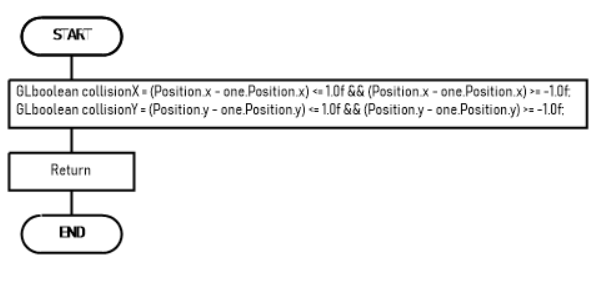 START
GLboolean collisionX = (Position.x - one.Position.x) <= 1.0f && (Position.x - one.Position.x) >= -1.0f;
GLboolean collisionY = (Position.y - one.Position.y) <= 1.0f && (Position.y - one.Position.y) >= -1.0f;
Return
END